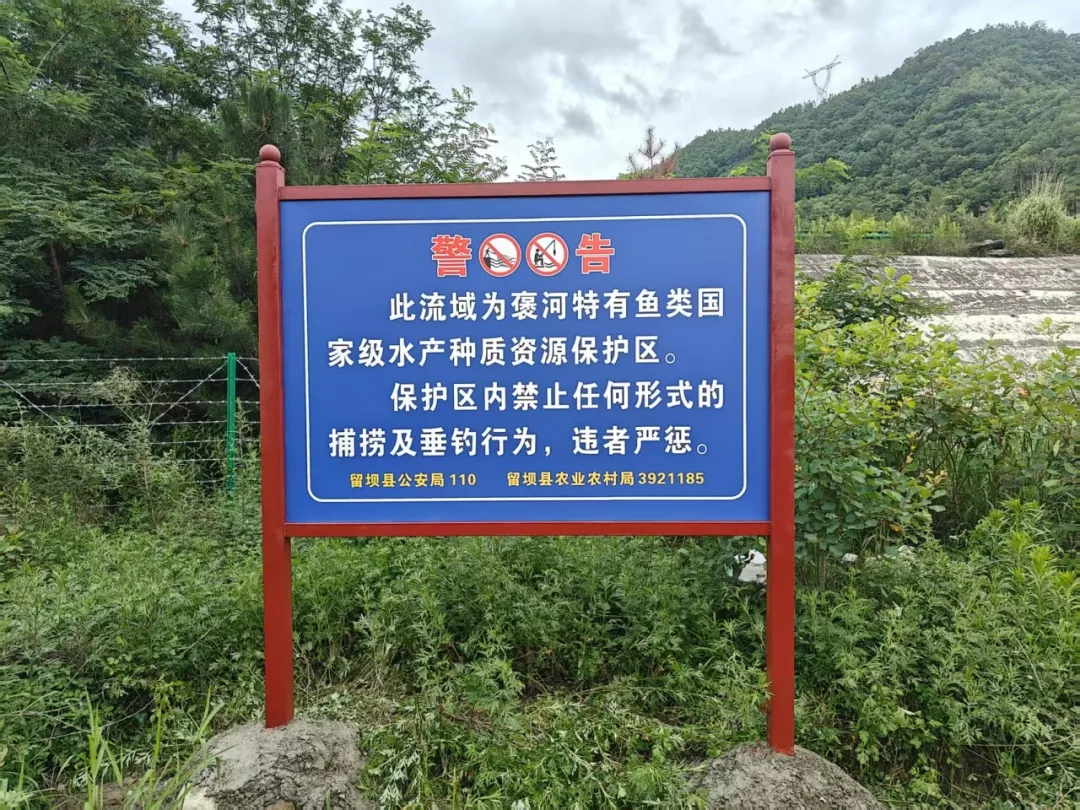 警告
此流域为褒河特有鱼类国
家级水产种质资源保护区。
保护区内禁止任何形式的
捕捞及垂钓行为，违者严惩。
留坝县公安局 110 留坝县农业农村局 3921185